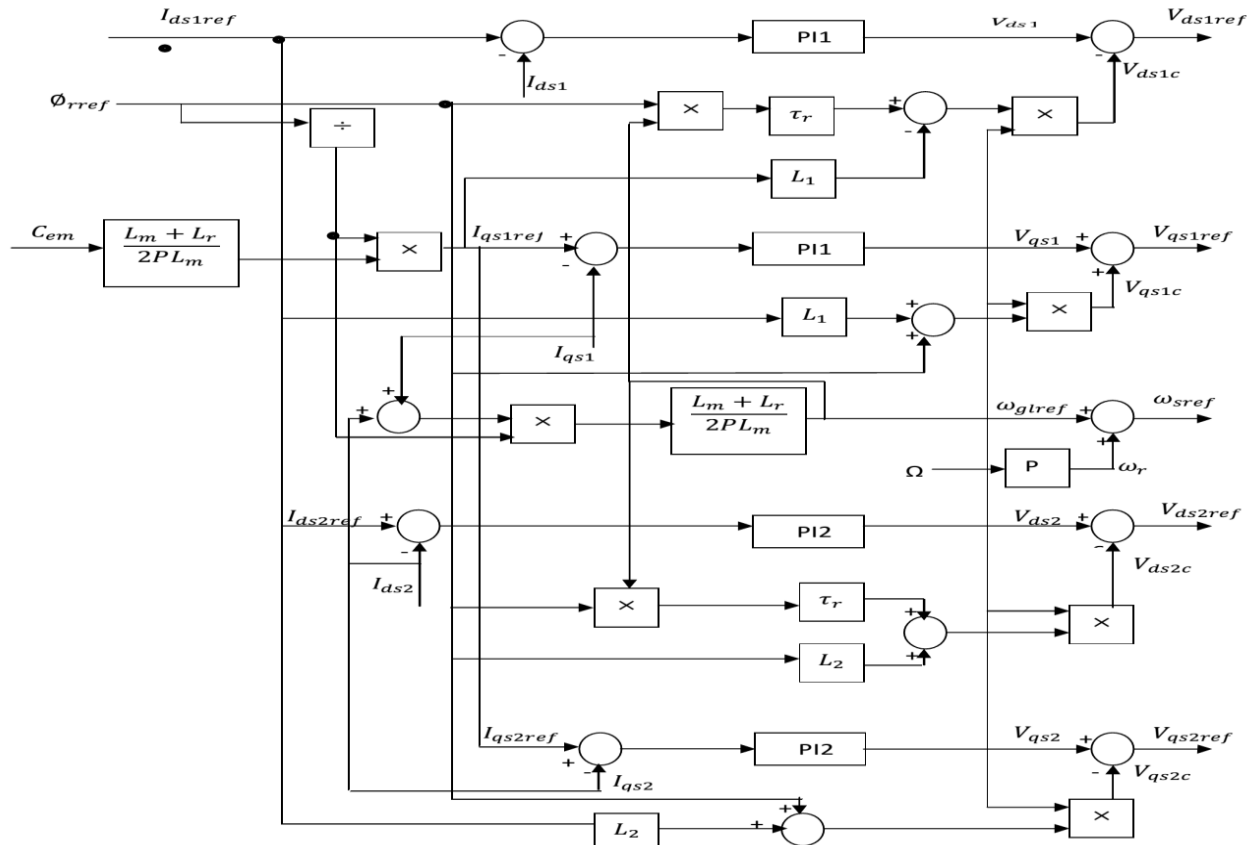 I_ds1ref PI1 V_ds1 V_ds1ref
-
-
I_ds1 V_ds1c
∅_rref × τ_r + ×
÷ -
L_1
C_em L_m + L_r / 2PL_m × I_qs1ref + PI1 V_qs1 + V_qs1ref
- +
× V_qs1c
L_1 +
+
I_qs1
+
+ × L_m + L_r / 2PL_m ω_glref + ω_sref
+
Ω P ω_r
I_ds2ref + PI2 V_ds2 + V_ds2ref
- -
I_ds2 V_ds2c
× τ_r + ×
+
L_2
I_qs2ref PI2 V_qs2 + V_qs2ref
+ - -
I_qs2 V_qs2c
+ ×
L_2 +